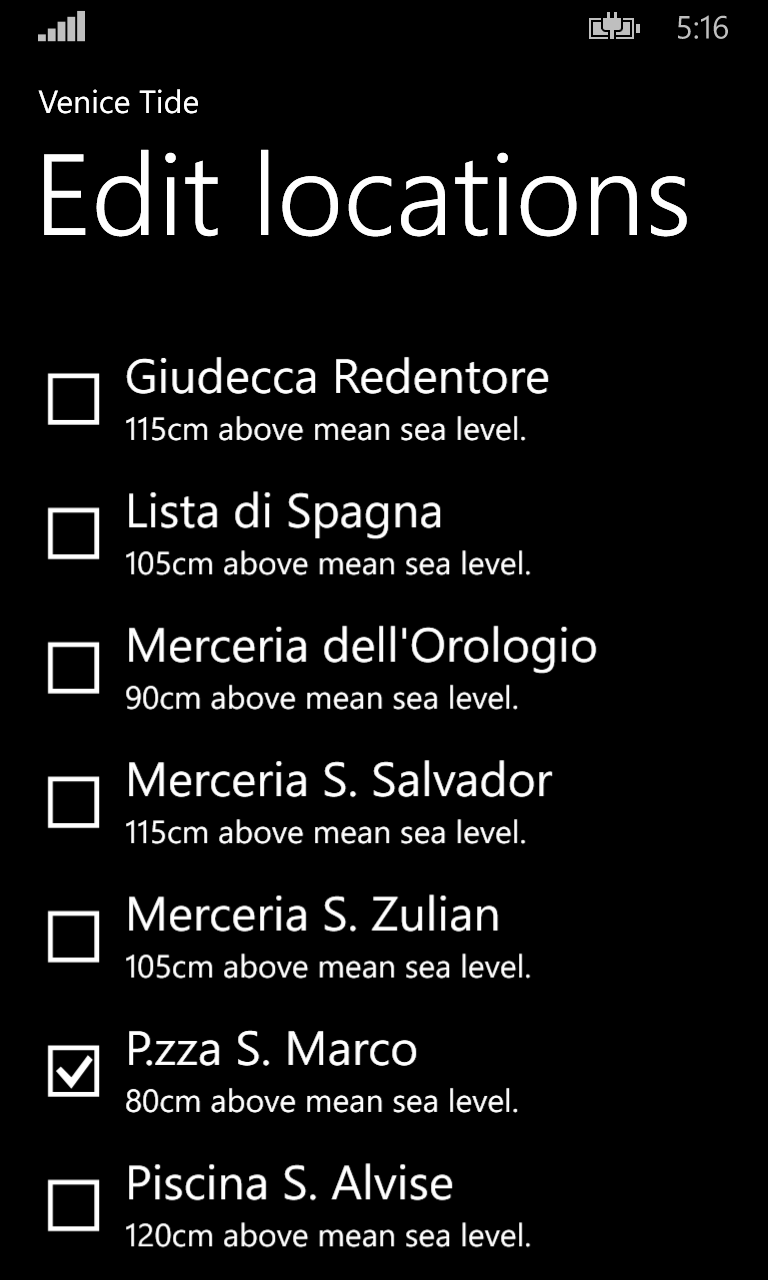 5:16
Venice Tide
Edit locations
Giudecca Redentore
115cm above mean sea level.
Lista di Spagna
105cm above mean sea level.
Merceria dell'Orologio
90cm above mean sea level.
Merceria S. Salvador
115cm above mean sea level.
Merceria S. Zulian
105cm above mean sea level.
P.zza S. Marco
80cm above mean sea level.
Piscina S. Alvise
120cm above mean sea level.